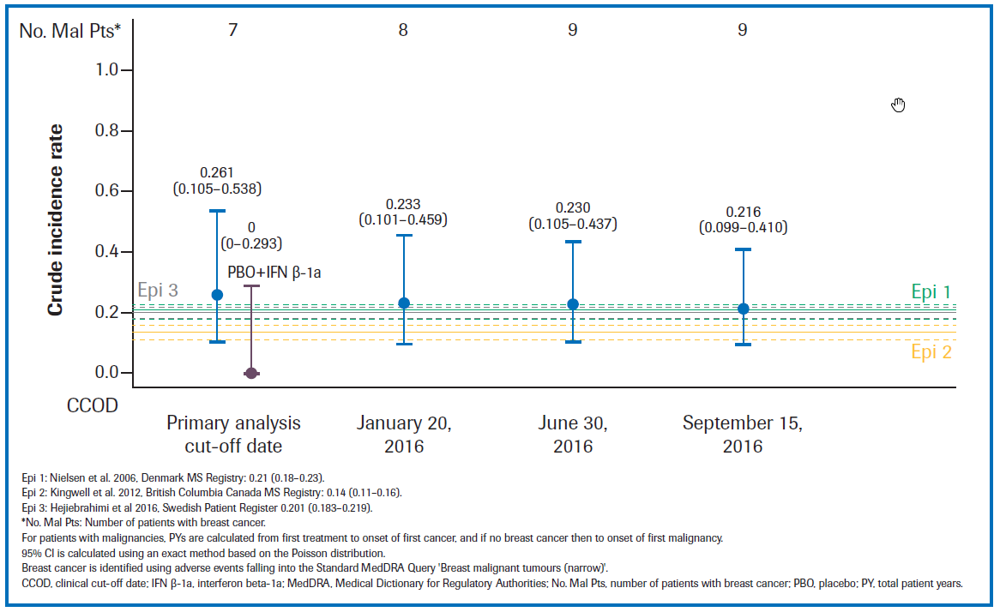 No. Mal Pts* 7 8 9 9
1.0
0.8
0.6
0.4
0.2
0.0
Crude incidence rate
0.261
(0.105–0.538)
0
(0–0.293)
PBO+IFN β-1a
0.233
(0.101–0.459)
0.230
(0.105–0.437)
0.216
(0.099–0.410)
Epi 3
Epi 1
Epi 2
CCOD
Primary analysis
cut-off date
January 20,
2016
June 30,
2016
September 15,
2016
Epi 1: Nielsen et al. 2006, Denmark MS Registry: 0.21 (0.18–0.23).
Epi 2: Kingwell et al. 2012, British Columbia Canada MS Registry: 0.14 (0.11–0.16).
Epi 3: Hejiebrahimi et al 2016, Swedish Patient Register 0.201 (0.183–0.219).
*No. Mal Pts: Number of patients with breast cancer.
For patients with malignancies, PYs are calculated from first treatment to onset of first cancer, and if no breast cancer then to onset of first malignancy.
95% CI is calculated using an exact method based on the Poisson distribution.
Breast cancer is identified using adverse events falling into the Standard MedDRA Query 'Breast malignant tumours (narrow)'.
CCOD, clinical cut-off date; IFN β-1a, interferon beta-1a; MedDRA, Medical Dictionary for Regulatory Authorities; No. Mal Pts, number of patients with breast cancer; PBO, placebo; PY, total patient years.